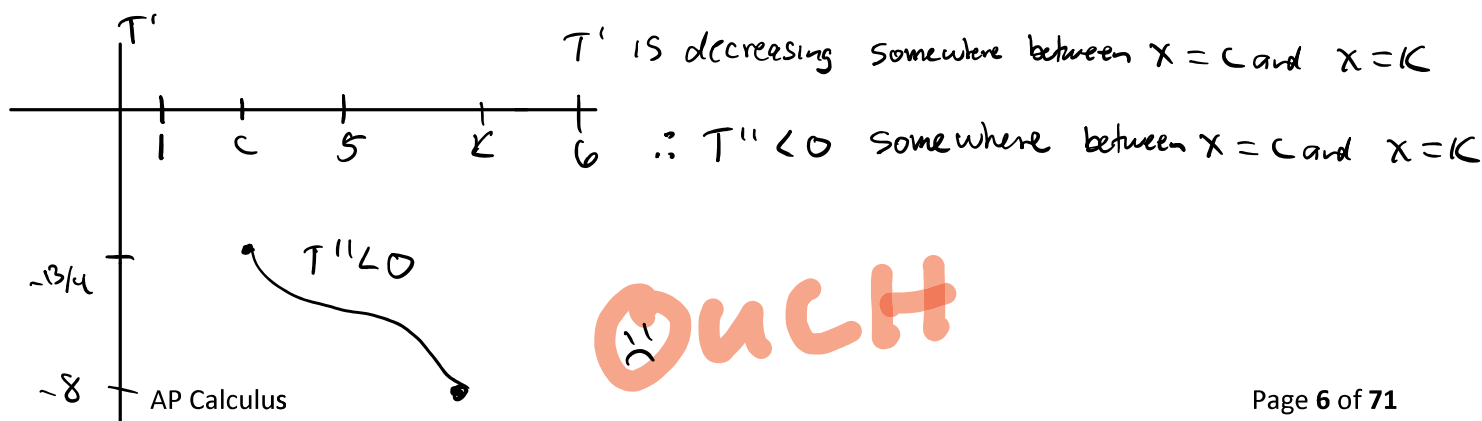 T'
T' is decreasing somewhere between x = c and x = K
1 c 5 K 6
∴ T'' < 0 somewhere between x = c and x = K
T'' < 0
-13/4
OUCH
-8
AP Calculus
Page 6 of 71